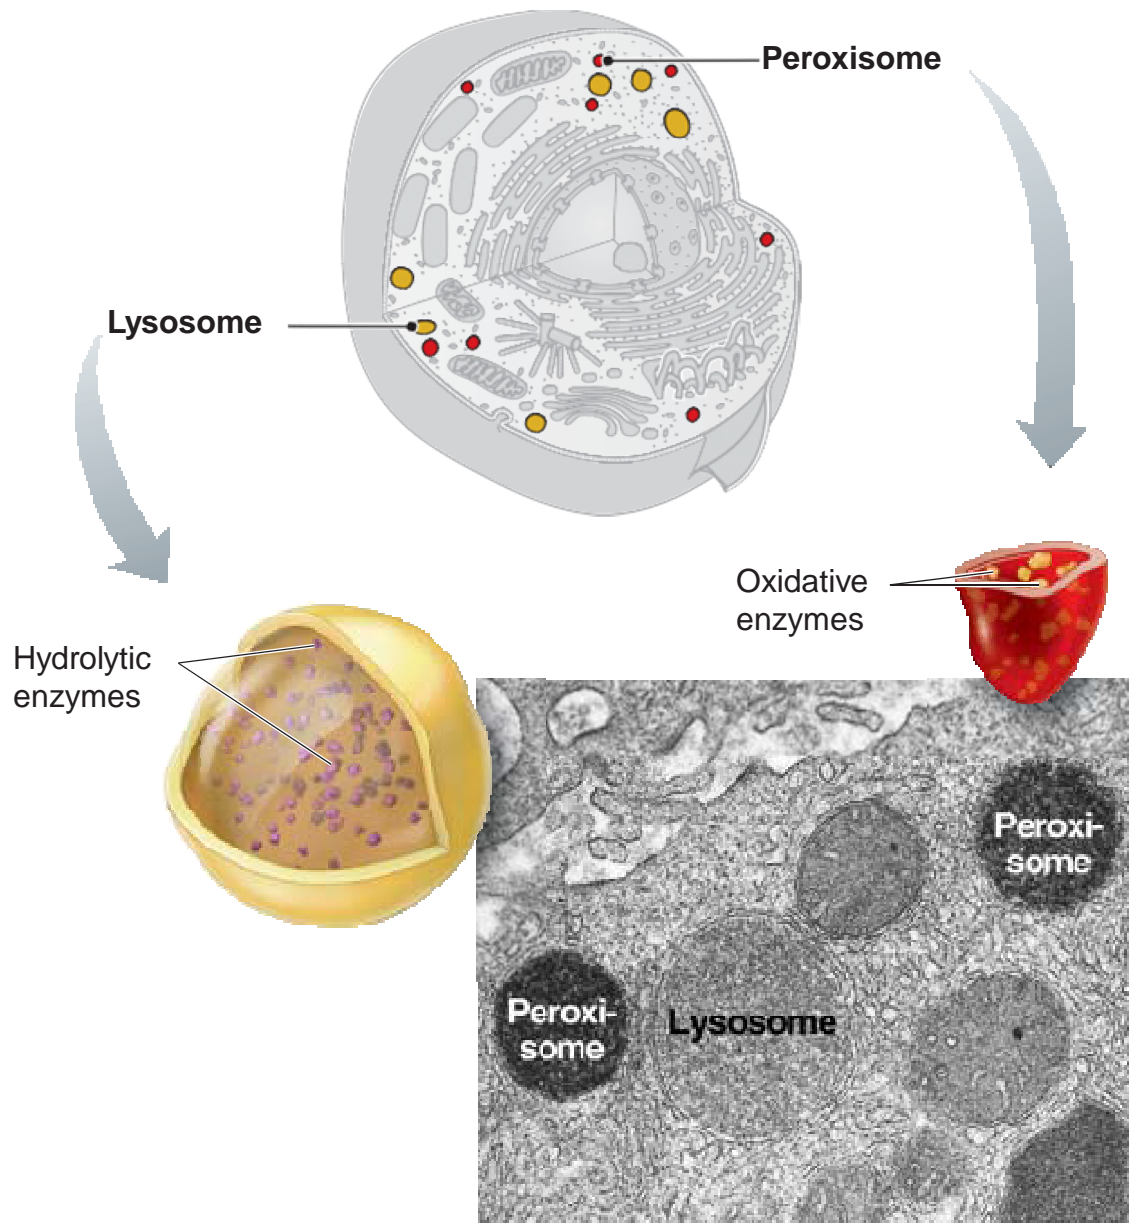 Peroxisome
Lysosome
Oxidative
enzymes
Hydrolytic
enzymes
Peroxi-
some
Peroxi-
some
Lysosome